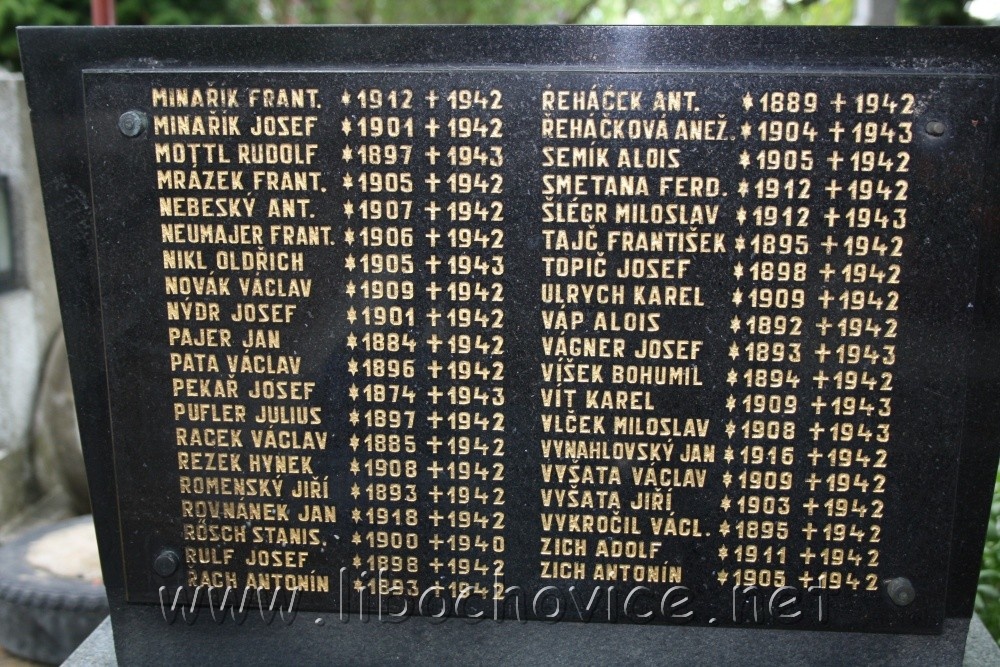 MINAŘÍK FRANT. *1912 +1942
MINAŘÍK JOSEF *1901 +1942
MOTTL RUDOLF *1897 +1943
MRÁZEK FRANT. *1905 +1942
NEBESKÝ ANT. *1907 +1942
NEUMAJER FRANT. *1906 +1942
NIKL OLDŘICH *1905 +1943
NOVÁK VÁCLAV *1909 +1942
NÝDR JOSEF *1901 +1942
PAJER JAN *1884 +1942
PATA VÁCLAV *1896 +1942
PEKAŘ JOSEF *1874 +1943
PUFLER JULIUS *1897 +1942
RACEK VÁCLAV *1885 +1942
REZEK HYNEK *1908 +1942
ROMENSKÝ JIŘÍ *1893 +1942
ROVNÁNEK JAN *1918 +1942
RÖSCH STANIS. *1900 +1940
RULF JOSEF *1898 +1942
RACH ANTONÍN *1893 +1942
ŘEHÁČEK ANT. *1889 +1942
ŘEHÁČKOVÁ ANEŽ. *1904 +1943
SEMÍK ALOIS *1905 +1942
SMETANA FERD. *1912 +1942
ŠLÉGR MILOSLAV *1912 +1943
TAJČ FRANTIŠEK *1895 +1942
TOPIČ JOSEF *1898 +1942
ULRYCH KAREL *1909 +1942
VÁP ALOIS *1892 +1942
VÁGNER JOSEF *1893 +1943
VÍŠEK BOHUMIL *1894 +1942
VÍT KAREL *1909 +1943
VLČEK MILOSLAV *1908 +1943
VYNAHLOVSKÝ JAN *1916 +1942
VYŠATA VÁCLAV *1909 +1942
VYŠATA JIŘÍ *1903 +1942
VYKROČIL VÁCL. *1895 +1942
ZICH ADOLF *1911 +1942
ZICH ANTONÍN *1905 +1942
www.libochovice.net